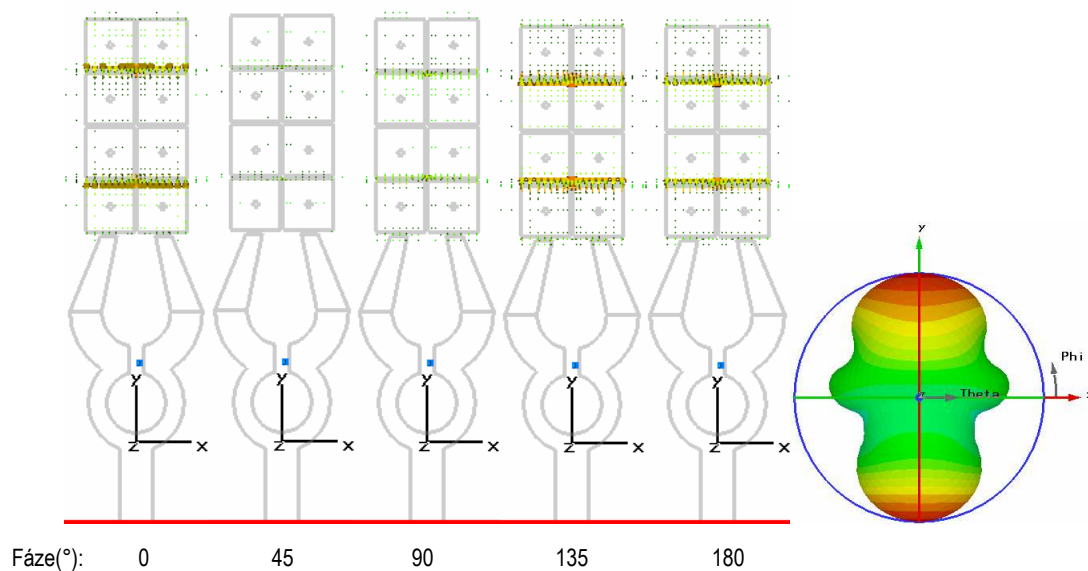 y
Phi
Theta
x
y y y y y
z x z x z x z x z x
Fáze(°): 0 45 90 135 180